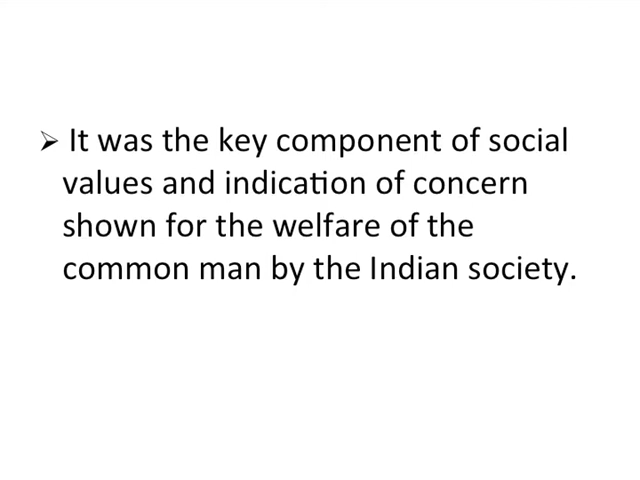 ➢ It was the key component of social
values and indication of concern
shown for the welfare of the
common man by the Indian society.